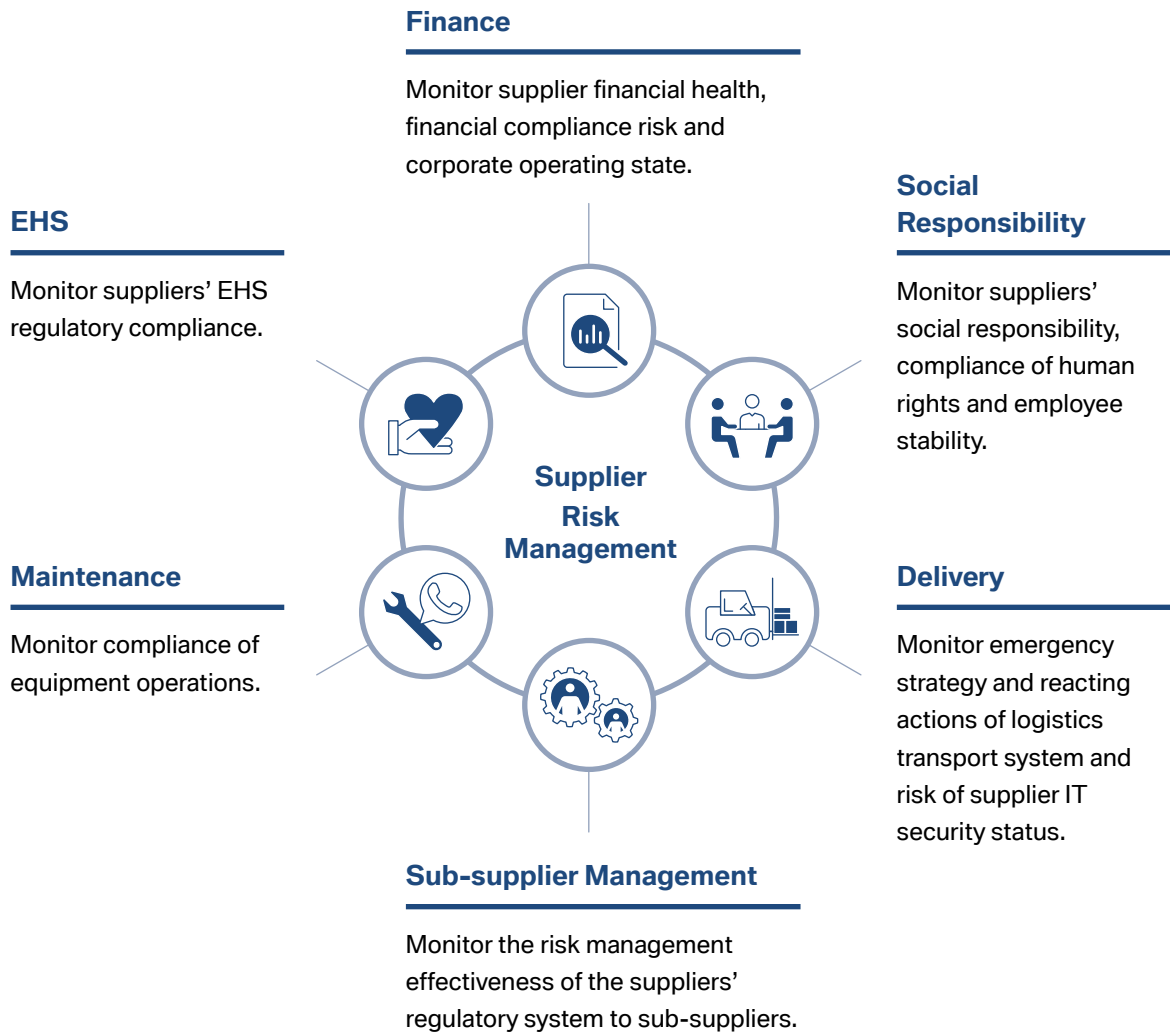 Finance
Monitor supplier financial health,
financial compliance risk and
corporate operating state.
Social
Responsibility
Monitor suppliers’
social responsibility,
compliance of human
rights and employee
stability.
EHS
Monitor suppliers’ EHS
regulatory compliance.
Supplier
Risk
Management
Maintenance
Monitor compliance of
equipment operations.
Delivery
Monitor emergency
strategy and reacting
actions of logistics
transport system and
risk of supplier IT
security status.
Sub-supplier Management
Monitor the risk management
effectiveness of the suppliers’
regulatory system to sub-suppliers.